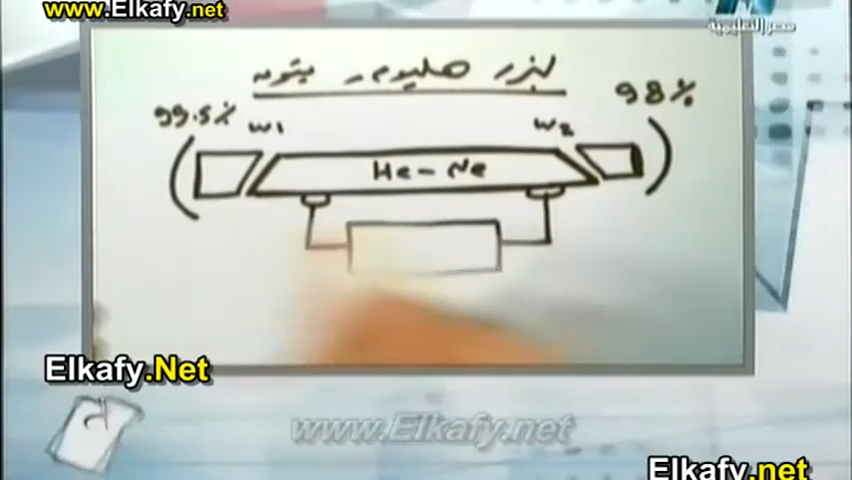 www.Elkafy.net
مصر التعليمية
ليزر هيليوم - نيون
99.5%
98%
W1
W2
He - Ne
Elkafy.Net
www.Elkafy.net
Elkafy.net